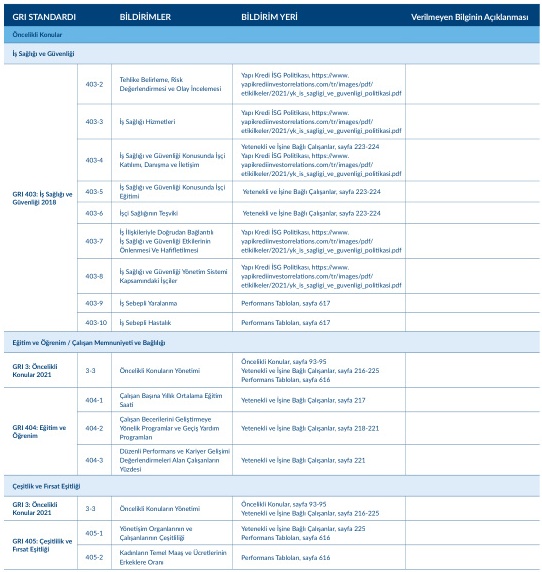 GRI STANDARDI BİLDİRİMLER BİLDİRİM YERİ Verilmeyen Bilginin Açıklanması
Öncelikli Konular
İş Sağlığı ve Güvenliği
GRI 403: İş Sağlığı ve
Güvenliği 2018
403-2
Tehlike Belirleme, Risk
Değerlendirmesi ve Olay İncelemesi
Yapı Kredi İSG Politikası, https://www.
yapikrediinvestorrelations.com/tr/images/pdf/
etikilkeler/2021/yk_is_sagligi_ve_guvenligi_politikasi.pdf
403-3
İş Sağlığı Hizmetleri
Yapı Kredi İSG Politikası, https://www.
yapikrediinvestorrelations.com/tr/images/pdf/
etikilkeler/2021/yk_is_sagligi_ve_guvenligi_politikasi.pdf
403-4
İş Sağlığı ve Güvenliği Konusunda İşçi
Katılımı, Danışma ve İletişim
Yetenekli ve İşine Bağlı Çalışanlar, sayfa 223-224
Yapı Kredi İSG Politikası, https://www.
yapikrediinvestorrelations.com/tr/images/pdf/
etikilkeler/2021/yk_is_sagligi_ve_guvenligi_politikasi.pdf
403-5
İş Sağlığı ve Güvenliği Konusunda İşçi
Eğitimi
Yetenekli ve İşine Bağlı Çalışanlar, sayfa 223-224
403-6
İşçi Sağlığının Teşviki
Yetenekli ve İşine Bağlı Çalışanlar, sayfa 223-224
403-7
İş İlişkileriyle Doğrudan Bağlantılı
İş Sağlığı ve Güvenliği Etkilerinin
Önlenmesi Ve Hafifletilmesi
Yapı Kredi İSG Politikası, https://www.
yapikrediinvestorrelations.com/tr/images/pdf/
etikilkeler/2021/yk_is_sagligi_ve_guvenligi_politikasi.pdf
403-8
İş Sağlığı ve Güvenliği Yönetim Sistemi
Kapsamındaki İşçiler
Yapı Kredi İSG Politikası, https://www.
yapikrediinvestorrelations.com/tr/images/pdf/
etikilkeler/2021/yk_is_sagligi_ve_guvenligi_politikasi.pdf
403-9
İş Sebepli Yaralanma
Performans Tabloları, sayfa 617
403-10
İş Sebepli Hastalık
Performans Tabloları, sayfa 617
Eğitim ve Öğrenim / Çalışan Memnuniyeti ve Bağlılığı
GRI 3: Öncelikli
Konular 2021
3-3
Öncelikli Konuların Yönetimi
Öncelikli Konular, sayfa 93-95
Yetenekli ve İşine Bağlı Çalışanlar, sayfa 216-225
Performans Tabloları, sayfa 616
GRI 404: Eğitim ve
Öğrenim
404-1
Çalışan Başına Yıllık Ortalama Eğitim
Saati
Yetenekli ve İşine Bağlı Çalışanlar, sayfa 217
404-2
Çalışan Becerilerini Geliştirmeye
Yönelik Programlar ve Geçiş Yardım
Programları
Yetenekli ve İşine Bağlı Çalışanlar, sayfa 218-221
404-3
Düzenli Performans ve Kariyer Gelişimi
Değerlendirmeleri Alan Çalışanların
Yüzdesi
Yetenekli ve İşine Bağlı Çalışanlar, sayfa 221
Çeşitlilik ve Fırsat Eşitliği
GRI 3: Öncelikli
Konular 2021
3-3
Öncelikli Konuların Yönetimi
Öncelikli Konular, sayfa 93-95
Yetenekli ve İşine Bağlı Çalışanlar, sayfa 216-225
GRI 405: Çeşitlilik ve
Fırsat Eşitliği
405-1
Yönetişim Organlarının ve
Çalışanlarının Çeşitliliği
Yetenekli ve İşine Bağlı Çalışanlar, sayfa 225
Performans Tabloları, sayfa 616
405-2
Kadınların Temel Maaş ve Ücretlerinin
Erkeklere Oranı
Performans Tabloları, sayfa 616